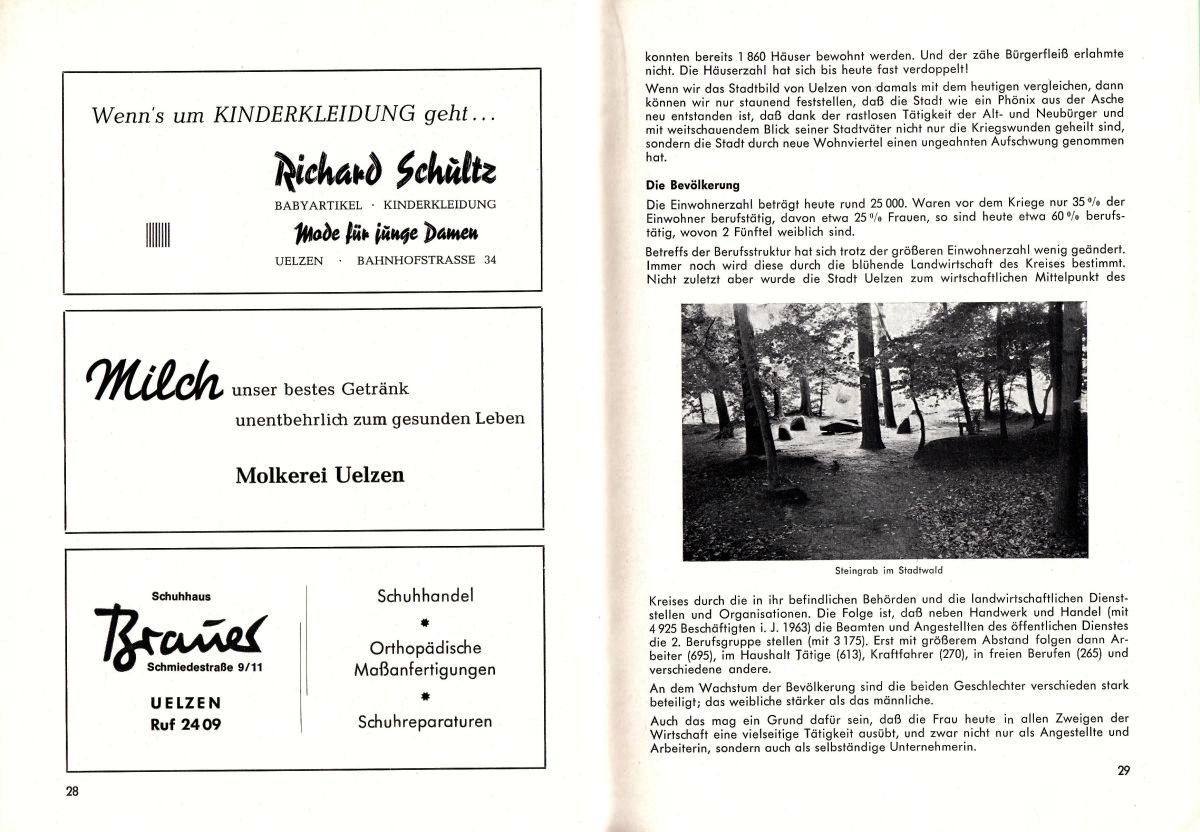 Wenn's um KINDERKLEIDUNG geht...
Richard Schültz
BABYARTIKEL · KINDERKLEIDUNG
Mode für junge Damen
UELZEN · BAHNHOFSTRASSE 34
Milch unser bestes Getränk
unentbehrlich zum gesunden Leben
Molkerei Uelzen
Schuhhaus
Brauer
Schmiedestraße 9/11
UELZEN
Ruf 24 09
Schuhhandel
*
Orthopädische
Maßanfertigungen
*
Schuhreparaturen
28
konnten bereits 1 860 Häuser bewohnt werden. Und der zähe Bürgerfleiß erlahmte
nicht. Die Häuserzahl hat sich bis heute fast verdoppelt!
Wenn wir das Stadtbild von Uelzen von damals mit dem heutigen vergleichen, dann
können wir nur staunend feststellen, daß die Stadt wie ein Phönix aus der Asche
neu entstanden ist, daß dank der rastlosen Tätigkeit der Alt- und Neubürger und
mit weitschauendem Blick seiner Stadtväter nicht nur die Kriegswunden geheilt sind,
sondern die Stadt durch neue Wohnviertel einen ungeahnten Aufschwung genommen
hat.
Die Bevölkerung
Die Einwohnerzahl beträgt heute rund 25 000. Waren vor dem Kriege nur 35 % der
Einwohner berufstätig, davon etwa 25 % Frauen, so sind heute etwa 60 % berufs-
tätig, wovon 2 Fünftel weiblich sind.
Betreffs der Berufsstruktur hat sich trotz der größeren Einwohnerzahl wenig geändert.
Immer noch wird diese durch die blühende Landwirtschaft des Kreises bestimmt.
Nicht zuletzt aber wurde die Stadt Uelzen zum wirtschaftlichen Mittelpunkt des
Steingrab im Stadtwald
Kreises durch die in ihr befindlichen Behörden und die landwirtschaftlichen Dienst-
stellen und Organisationen. Die Folge ist, daß neben Handwerk und Handel (mit
4 925 Beschäftigten i. J. 1963) die Beamten und Angestellten des öffentlichen Dienstes
die 2. Berufsgruppe stellen (mit 3 175). Erst mit größerem Abstand folgen dann Ar-
beiter (695), im Haushalt Tätige (613), Kraftfahrer (270), in freien Berufen (265) und
verschiedene andere.
An dem Wachstum der Bevölkerung sind die beiden Geschlechter verschieden stark
beteiligt; das weibliche stärker als das männliche.
Auch das mag ein Grund dafür sein, daß die Frau heute in allen Zweigen der
Wirtschaft eine vielseitige Tätigkeit ausübt, und zwar nicht nur als Angestellte und
Arbeiterin, sondern auch als selbständige Unternehmerin.
29